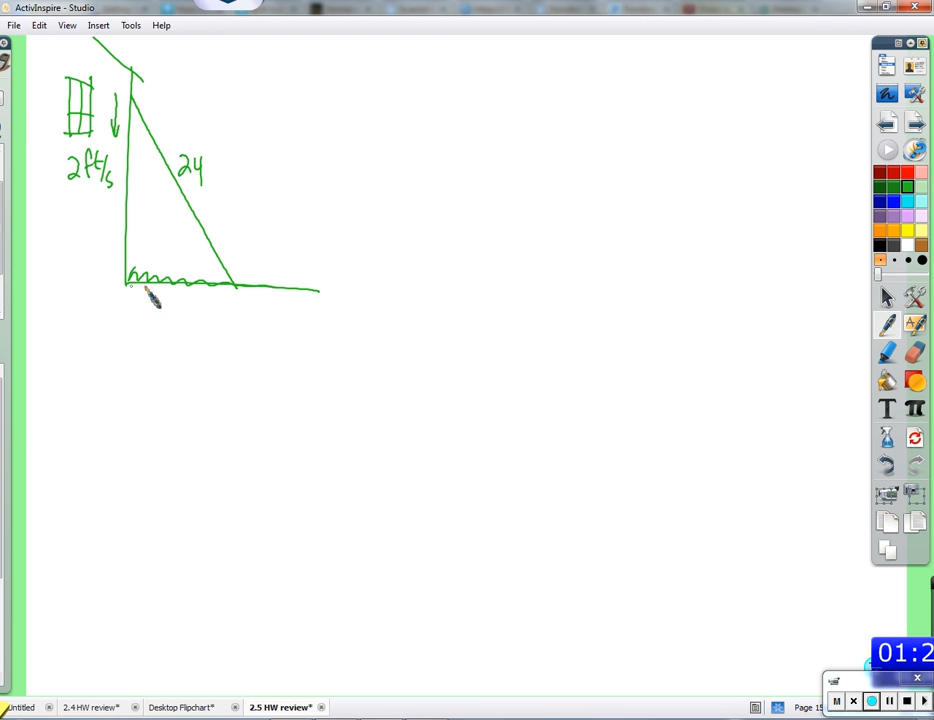 ActivInspire - Studio
File Edit View Insert Tools Help
2ft/s
24
01:2
ntitled 2.4 HW review* Desktop Flipchart* 2.5 HW review* Page 15
M
T